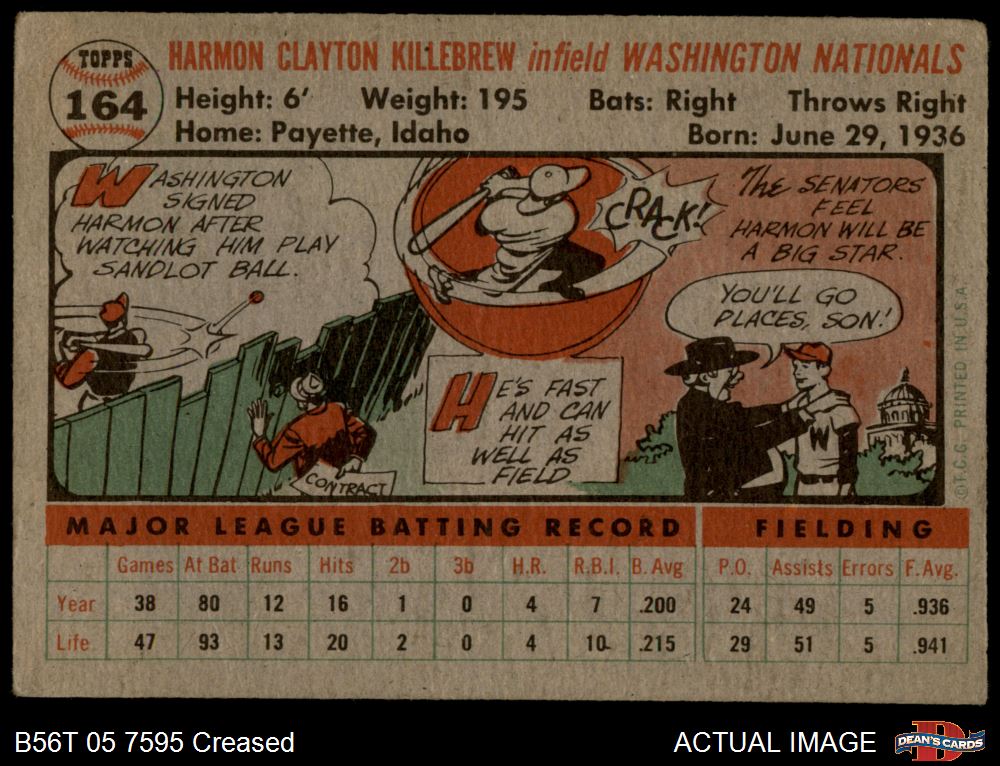 TOPPS
164
HARMON CLAYTON KILLEBREW infield WASHINGTON NATIONALS
Height: 6' Weight: 195 Bats: Right Throws Right
Home: Payette, Idaho Born: June 29, 1936
WASHINGTON
SIGNED
HARMON AFTER
WATCHING HIM PLAY
SANDLOT BALL.
CONTRACT
CRACK!
HE'S FAST
AND CAN
HIT AS
WELL AS
FIELD
THE SENATORS
FEEL
HARMON WILL BE
A BIG STAR.
YOU'LL GO
PLACES, SON!
W
©T.C.G. PRINTED IN U.S.A.
MAJOR LEAGUE BATTING RECORD FIELDING
Games At Bat Runs Hits 2b 3b H.R. R.B.I. B. Avg P.O. Assists Errors F. Avg.
Year 38 80 12 16 1 0 4 7 .200 24 49 5 .936
Life 47 93 13 20 2 0 4 10 .215 29 51 5 .941
B56T 05 7595 Creased ACTUAL IMAGE
D
DEAN'S CARDS